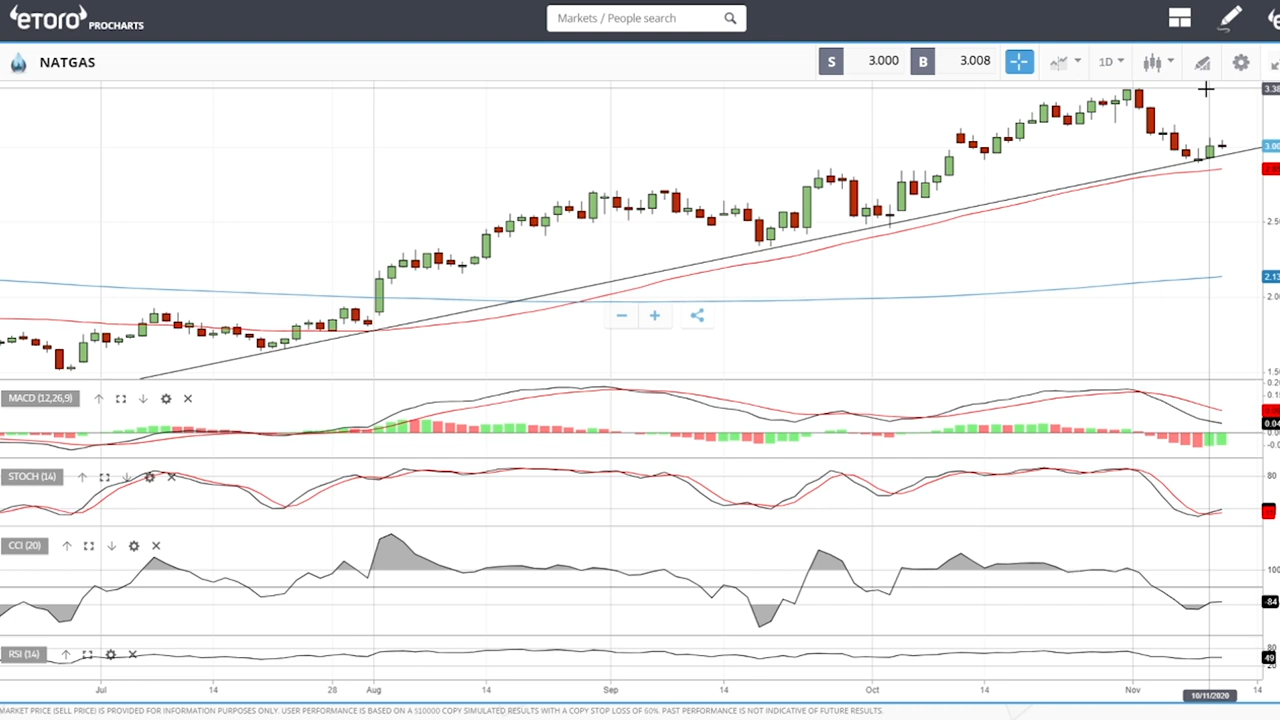 eTORO PROCHARTS
Markets / People search
NATGAS
S 3.000 B 3.008
1D
3.38
3.00
2.50
2.13
2.00
1.50
MACD (12,26,9)
0.04
STOCH (14)
80
CCI (20)
100
-84
RSI (14)
80
49
20
Jul 14 28 Aug 14 Sep 14 Oct 14 Nov 10/11/2020 14
MARKET PRICE (SELL PRICE) IS PROVIDED FOR INFORMATION PURPOSES ONLY. USER PERFORMANCE IS BASED ON A $10000 COPY SIMULATED RESULTS WITH A COPY STOP LOSS OF 60%. PAST PERFORMANCE IS NOT INDICATIVE OF FUTURE RESULTS.